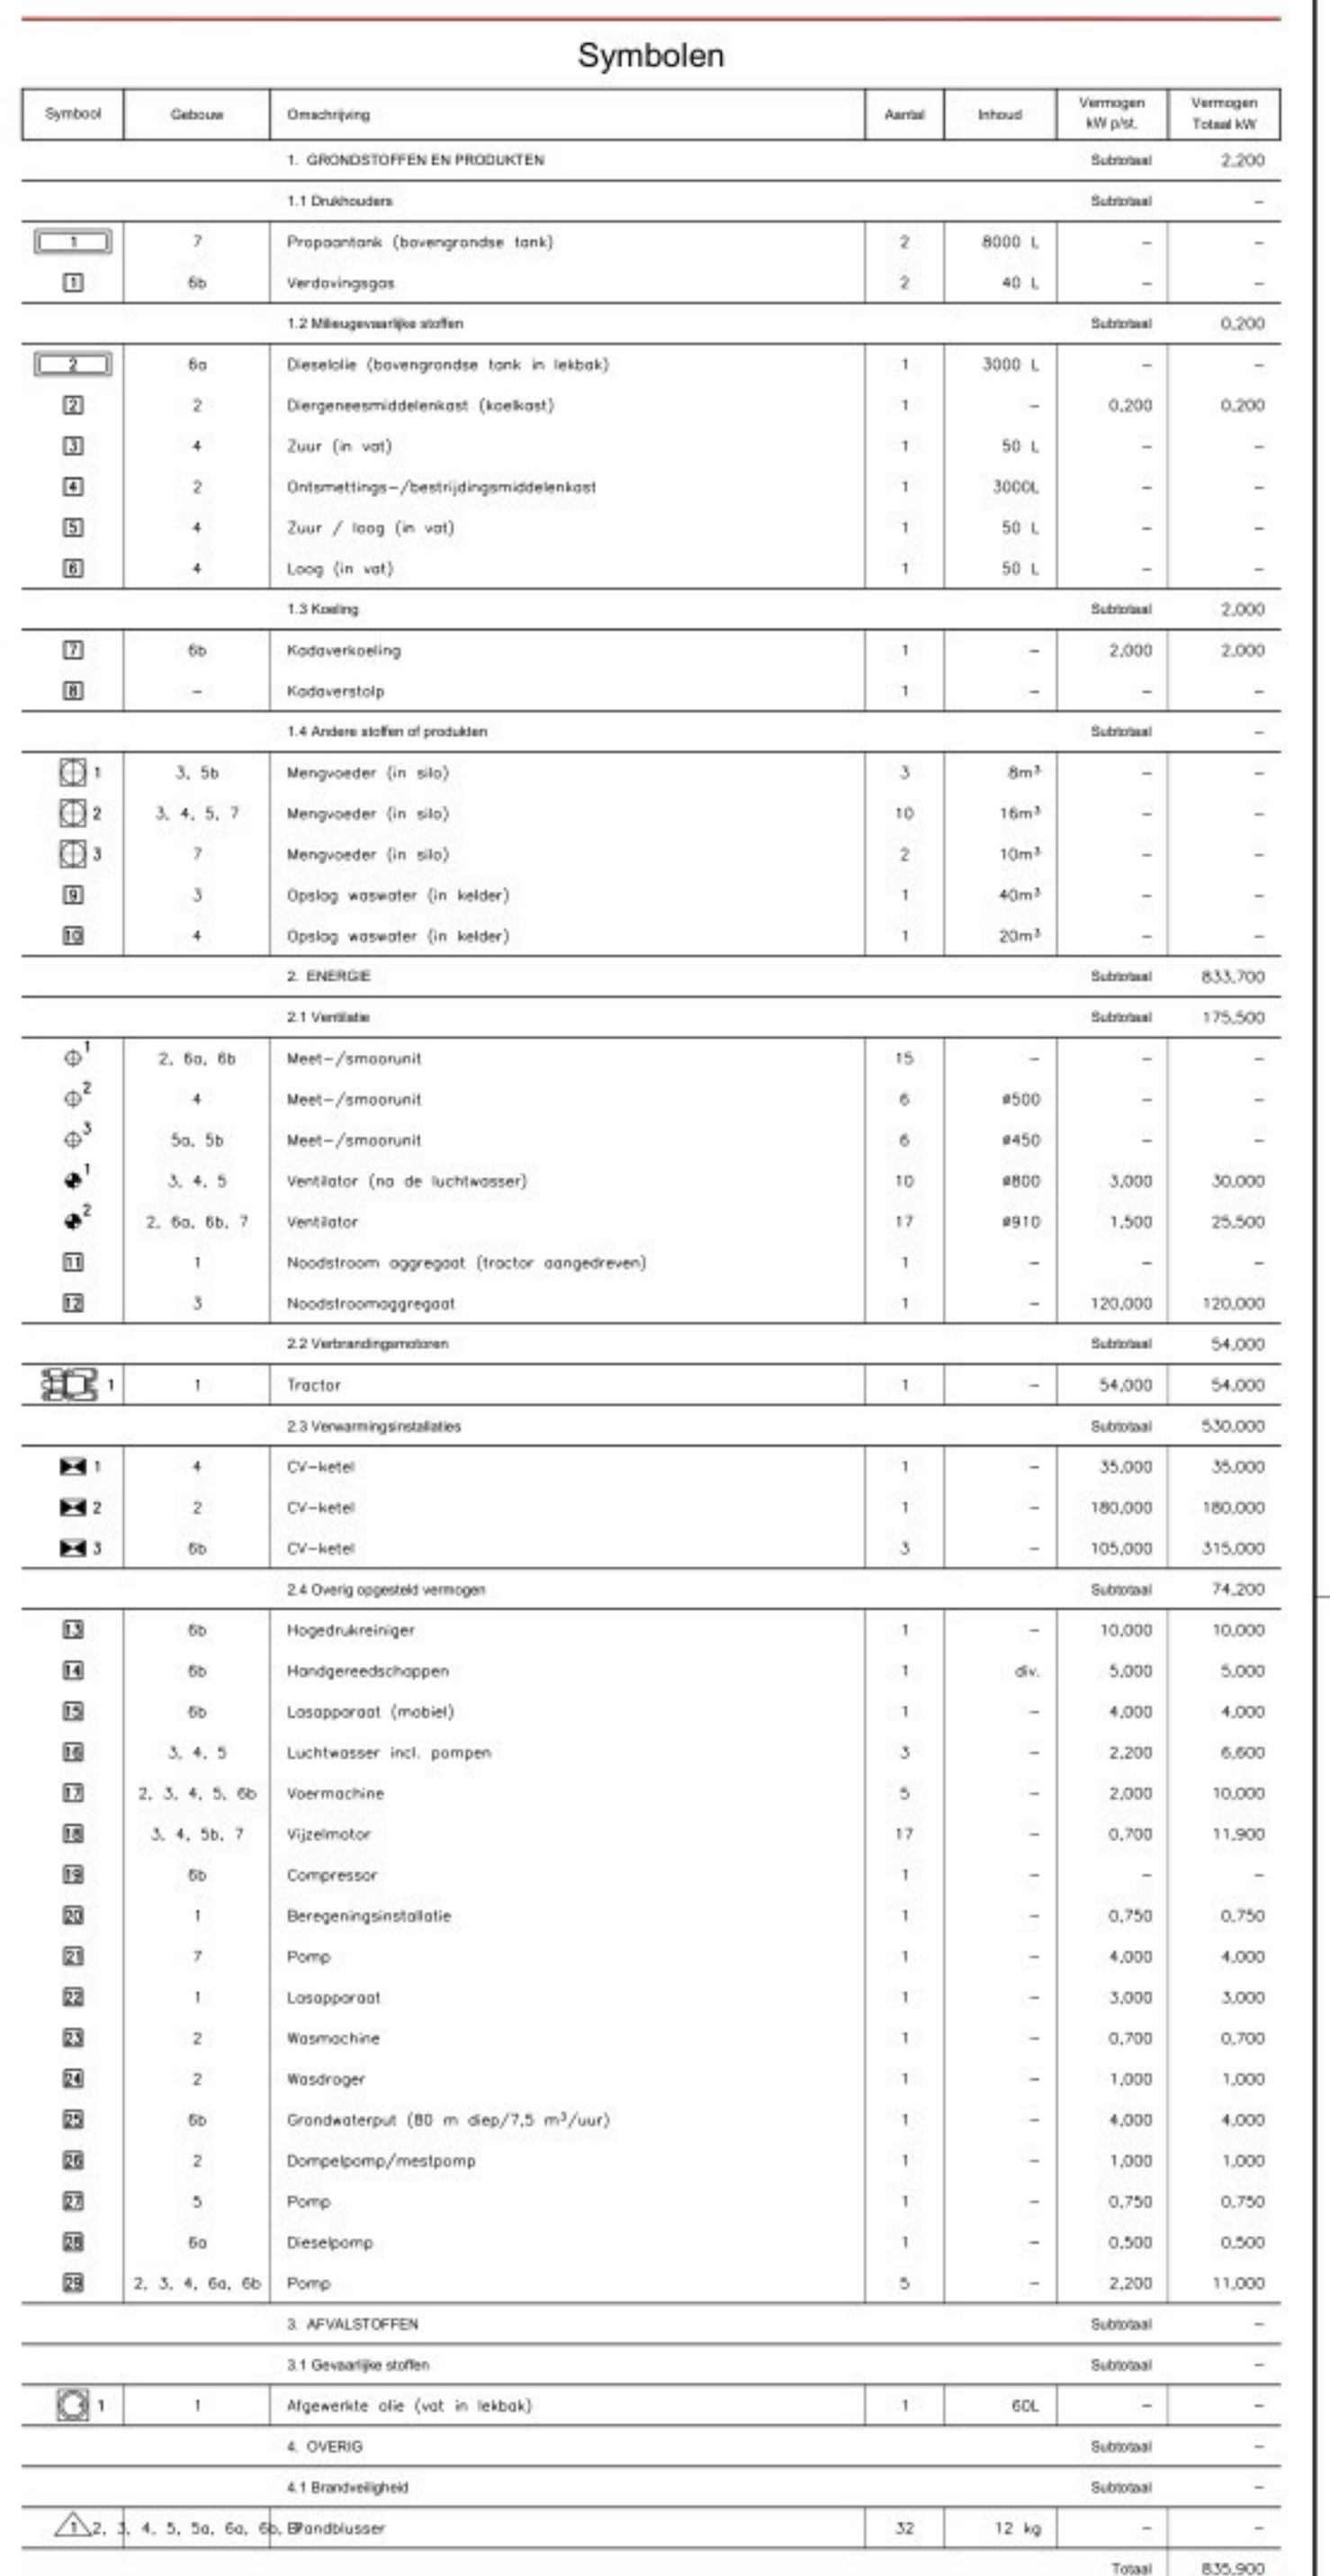 Symbolen
Symbool Gebouw Omschrijving Aantal Inhoud Vermogen kW p/st. Vermogen Totaal kW
1. GRONDSTOFFEN EN PRODUKTEN Subtotaal 2,200
1.1 Drukhouders Subtotaal -
1 7 Propaantank (bovengrondse tank) 2 8000 L - -
1 6b Verdovingsgas 2 40 L - -
1.2 Milieugevaarlijke stoffen Subtotaal 0,200
2 6a Dieselolie (bovengrondse tank in lekbak) 1 3000 L - -
2 2 Diergeneesmiddelenkast (koelkast) 1 - 0,200 0,200
3 4 Zuur (in vat) 1 50 L - -
4 2 Ontsmettings-/bestrijdingsmiddelenkast 1 3000L - -
5 4 Zuur / loog (in vat) 1 50 L - -
6 4 Loog (in vat) 1 50 L - -
1.3 Koeling Subtotaal 2,000
7 6b Kadaverkoeling 1 - 2,000 2,000
8 - Kadaverstolp 1 - - -
1.4 Andere stoffen of produkten Subtotaal -
1 3, 5b Mengvoeder (in silo) 3 8m³ - -
2 3, 4, 5, 7 Mengvoeder (in silo) 10 16m³ - -
3 7 Mengvoeder (in silo) 2 10m³ - -
9 3 Opslag waswater (in kelder) 1 40m³ - -
10 4 Opslag waswater (in kelder) 1 20m³ - -
2. ENERGIE Subtotaal 833,700
2.1 Ventilatie Subtotaal 175,500
1 2, 6a, 6b Meet-/smoorunit 15 - - -
2 4 Meet-/smoorunit 6 ø500 - -
3 5a, 5b Meet-/smoorunit 6 ø450 - -
1 3, 4, 5 Ventilator (na de luchtwasser) 10 ø800 3,000 30,000
2 2, 6a, 6b, 7 Ventilator 17 ø910 1,500 25,500
11 1 Noodstroom aggregaat (tractor aangedreven) 1 - - -
12 3 Noodstroomaggregaat 1 - 120,000 120,000
2.2 Verbrandingsmotoren Subtotaal 54,000
1 1 Tractor 1 - 54,000 54,000
2.3 Verwarmingsinstallaties Subtotaal 530,000
1 4 CV-ketel 1 - 35,000 35,000
2 2 CV-ketel 1 - 180,000 180,000
3 6b CV-ketel 3 - 105,000 315,000
2.4 Overig opgesteld vermogen Subtotaal 74,200
13 6b Hogedrukreiniger 1 - 10,000 10,000
14 6b Handgereedschappen 1 div. 5,000 5,000
15 6b Lasapparaat (mobiel) 1 - 4,000 4,000
16 3, 4, 5 Luchtwasser incl. pompen 3 - 2,200 6,600
17 2, 3, 4, 5, 6b Voermachine 5 - 2,000 10,000
18 3, 4, 5b, 7 Vijzelmotor 17 - 0,700 11,900
19 6b Compressor 1 - - -
20 1 Beregeningsinstallatie 1 - 0,750 0,750
21 7 Pomp 1 - 4,000 4,000
22 1 Lasapparaat 1 - 3,000 3,000
23 2 Wasmachine 1 - 0,700 0,700
24 2 Wasdroger 1 - 1,000 1,000
25 6b Grondwaterput (80 m diep/7,5 m³/uur) 1 - 4,000 4,000
26 2 Dompelpomp/mestpomp 1 - 1,000 1,000
27 5 Pomp 1 - 0,750 0,750
28 6a Dieselpomp 1 - 0,500 0,500
29 2, 3, 4, 6a, 6b Pomp 5 - 2,200 11,000
3. AFVALSTOFFEN Subtotaal -
3.1 Gevaarlijke stoffen Subtotaal -
1 1 Afgewerkte olie (vat in lekbak) 1 60L - -
4. OVERIG Subtotaal -
4.1 Brandveiligheid Subtotaal -
1 2, 3, 4, 5, 5a, 6a, 6b, Brandblusser 32 12 kg - -
Totaal 835,900